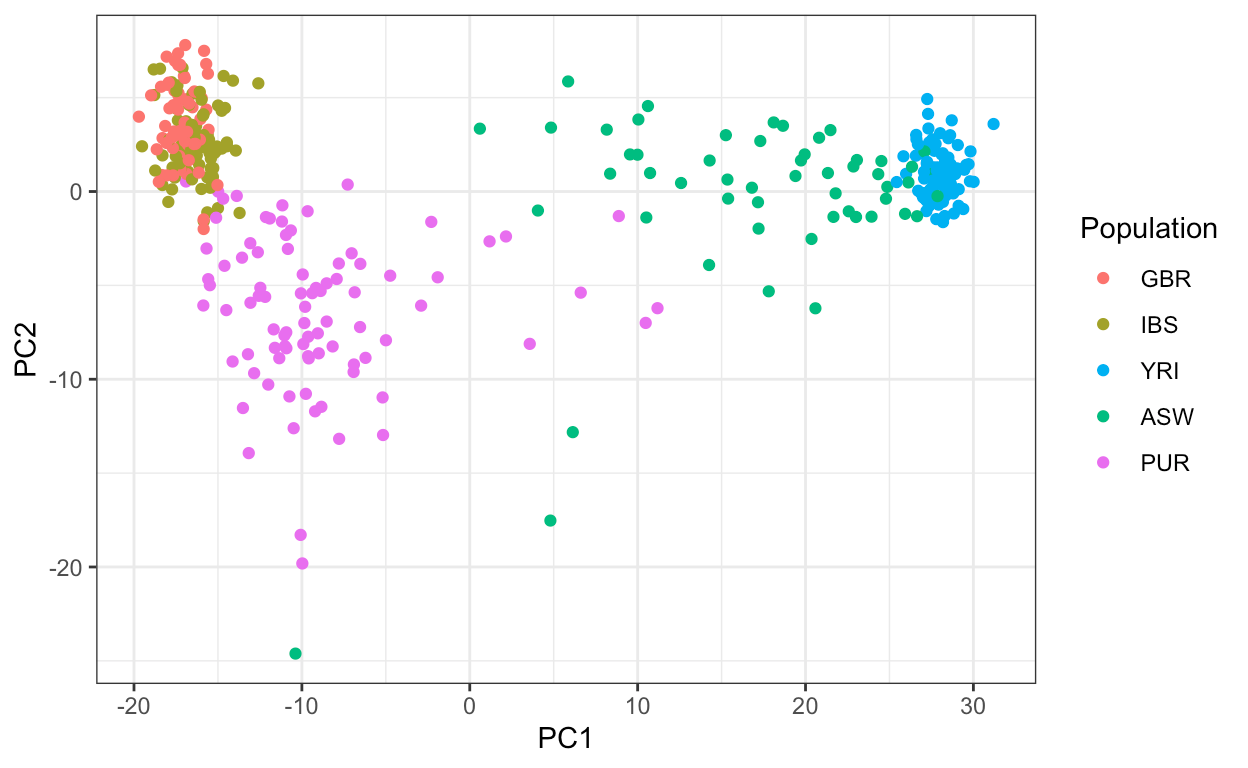 0
-10
-20
PC2
-20
-10
0
10
20
30
PC1
Population
GBR
IBS
YRI
ASW
PUR